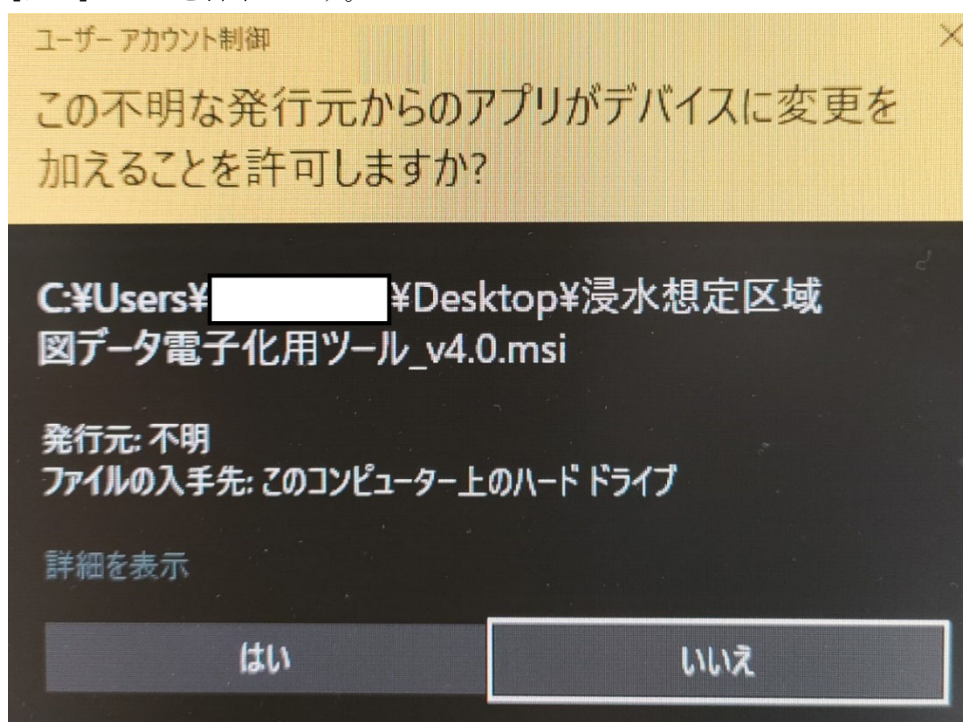 ユーザー アカウント制御
この不明な発行元からのアプリがデバイスに変更を
加えることを許可しますか?
C:¥Users¥ ¥Desktop¥浸水想定区域
図データ電子化用ツール_v4.0.msi
発行元: 不明
ファイルの入手先: このコンピューター上のハード ドライブ
詳細を表示
はい
いいえ